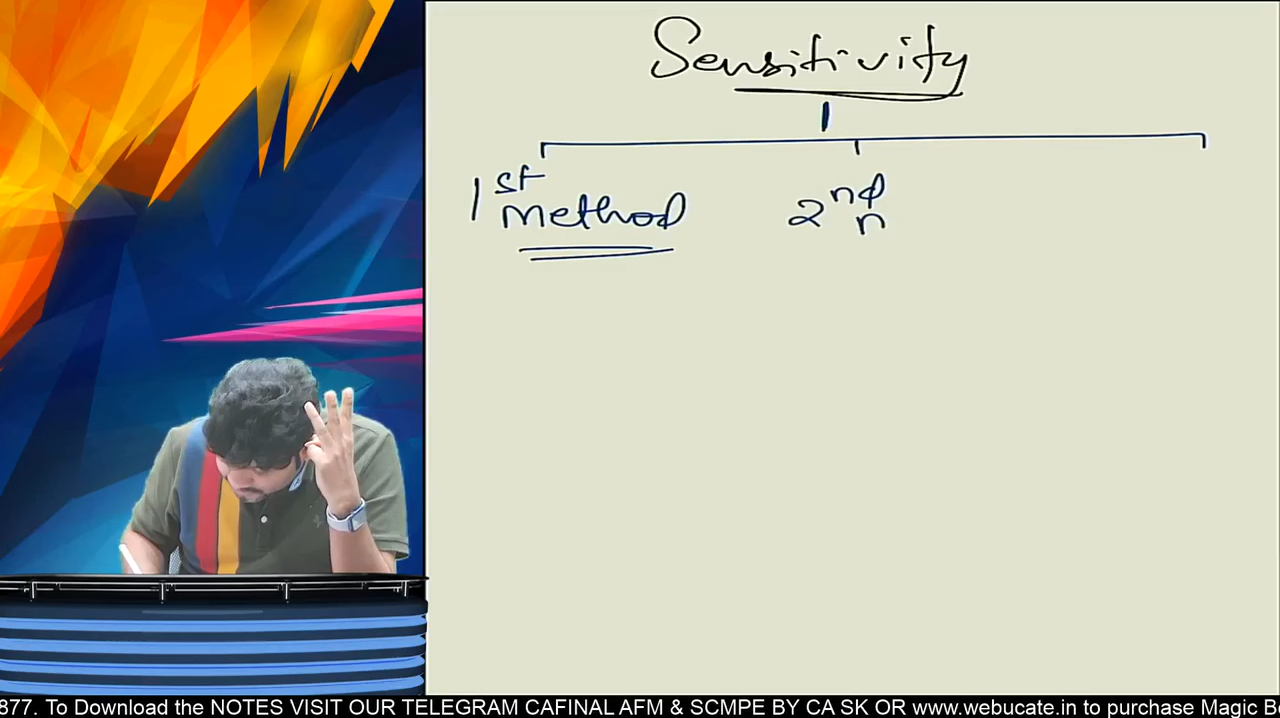 Sensitivity
1st method 2nd n
877. To Download the NOTES VISIT OUR TELEGRAM CAFINAL AFM & SCMPE BY CA SK OR www.webucate.in to purchase Magic B